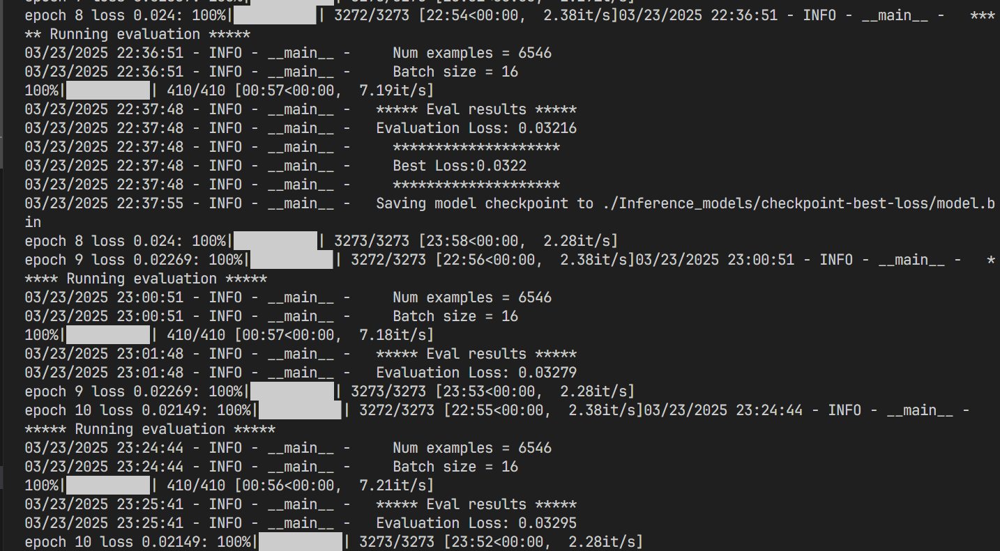 epoch 8 loss 0.024: 100%| | 3272/3273 [22:54<00:00,  2.38it/s]03/23/2025 22:36:51 - INFO - __main__ -   ***
** Running evaluation *****
03/23/2025 22:36:51 - INFO - __main__ -     Num examples = 6546
03/23/2025 22:36:51 - INFO - __main__ -     Batch size = 16
100%| | 410/410 [00:57<00:00,  7.19it/s]
03/23/2025 22:37:48 - INFO - __main__ -   ***** Eval results *****
03/23/2025 22:37:48 - INFO - __main__ -   Evaluation Loss: 0.03216
03/23/2025 22:37:48 - INFO - __main__ -     ********************
03/23/2025 22:37:48 - INFO - __main__ -     Best Loss:0.0322
03/23/2025 22:37:48 - INFO - __main__ -     ********************
03/23/2025 22:37:55 - INFO - __main__ -   Saving model checkpoint to ./Inference_models/checkpoint-best-loss/model.b
in
epoch 8 loss 0.024: 100%| | 3273/3273 [23:58<00:00,  2.28it/s]
epoch 9 loss 0.02269: 100%| | 3272/3273 [22:56<00:00,  2.38it/s]03/23/2025 23:00:51 - INFO - __main__ -   *
**** Running evaluation *****
03/23/2025 23:00:51 - INFO - __main__ -     Num examples = 6546
03/23/2025 23:00:51 - INFO - __main__ -     Batch size = 16
100%| | 410/410 [00:57<00:00,  7.18it/s]
03/23/2025 23:01:48 - INFO - __main__ -   ***** Eval results *****
03/23/2025 23:01:48 - INFO - __main__ -   Evaluation Loss: 0.03279
epoch 9 loss 0.02269: 100%| | 3273/3273 [23:53<00:00,  2.28it/s]
epoch 10 loss 0.02149: 100%| | 3272/3273 [22:55<00:00,  2.38it/s]03/23/2025 23:24:44 - INFO - __main__ -
***** Running evaluation *****
03/23/2025 23:24:44 - INFO - __main__ -     Num examples = 6546
03/23/2025 23:24:44 - INFO - __main__ -     Batch size = 16
100%| | 410/410 [00:56<00:00,  7.21it/s]
03/23/2025 23:25:41 - INFO - __main__ -   ***** Eval results *****
03/23/2025 23:25:41 - INFO - __main__ -   Evaluation Loss: 0.03295
epoch 10 loss 0.02149: 100%| | 3273/3273 [23:52<00:00,  2.28it/s]